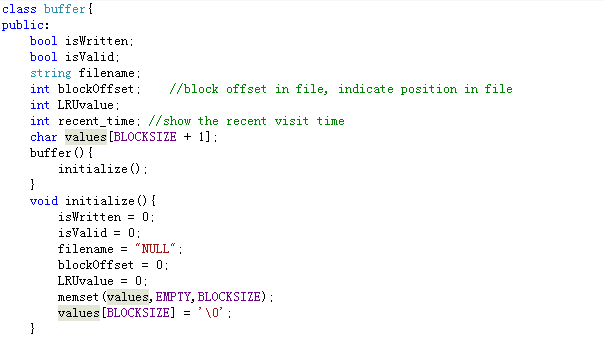 class buffer{
public:
    bool isWritten;
    bool isValid;
    string filename;
    int blockOffset;    //block offset in file, indicate position in file
    int LRUvalue;
    int recent_time; //show the recent visit time
    char values[BLOCKSIZE + 1];
    buffer(){
        initialize();
    }
    void initialize(){
        isWritten = 0;
        isValid = 0;
        filename = "NULL";
        blockOffset = 0;
        LRUvalue = 0;
        memset(values,EMPTY,BLOCKSIZE);
        values[BLOCKSIZE] = '\0';
    }